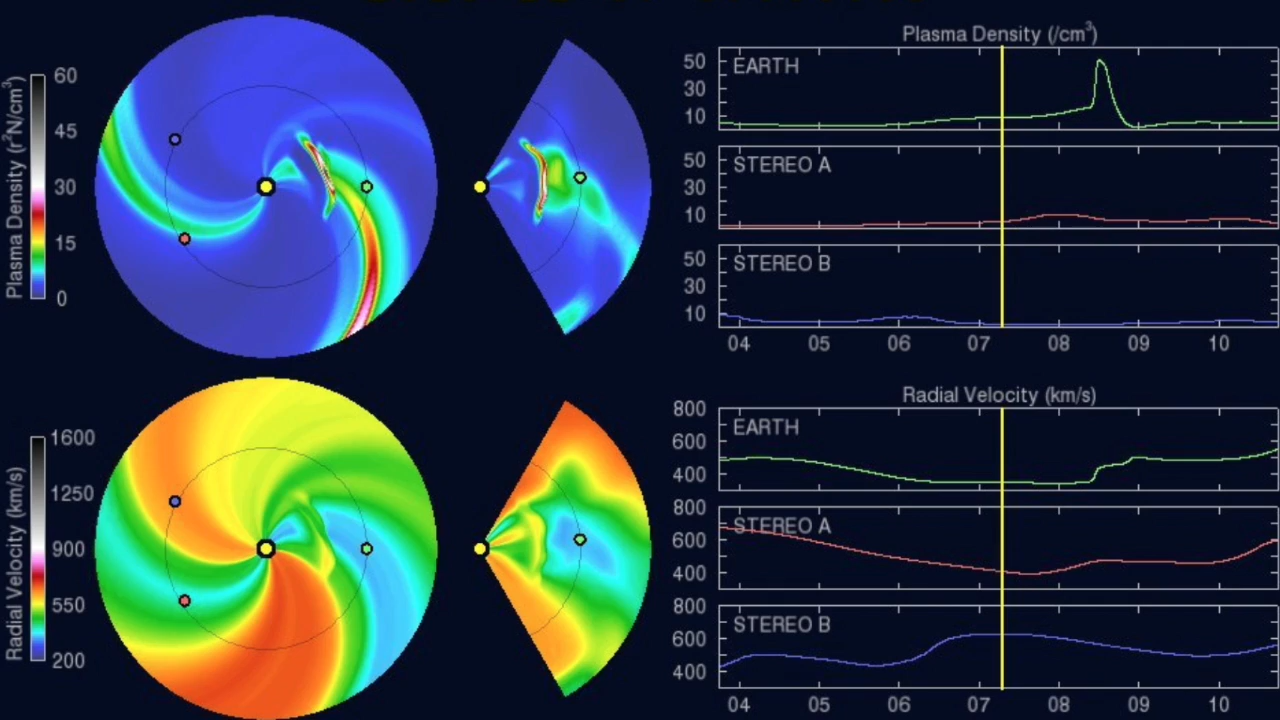 Plasma Density (r²N/cm³)
60
45
30
15
0
Plasma Density (/cm³)
EARTH
50
30
10
STEREO A
50
30
10
STEREO B
50
30
10
04 05 06 07 08 09 10
Radial Velocity (km/s)
1600
1250
900
550
200
Radial Velocity (km/s)
800
EARTH
600
400
800
STEREO A
600
400
800
STEREO B
600
400
04 05 06 07 08 09 10